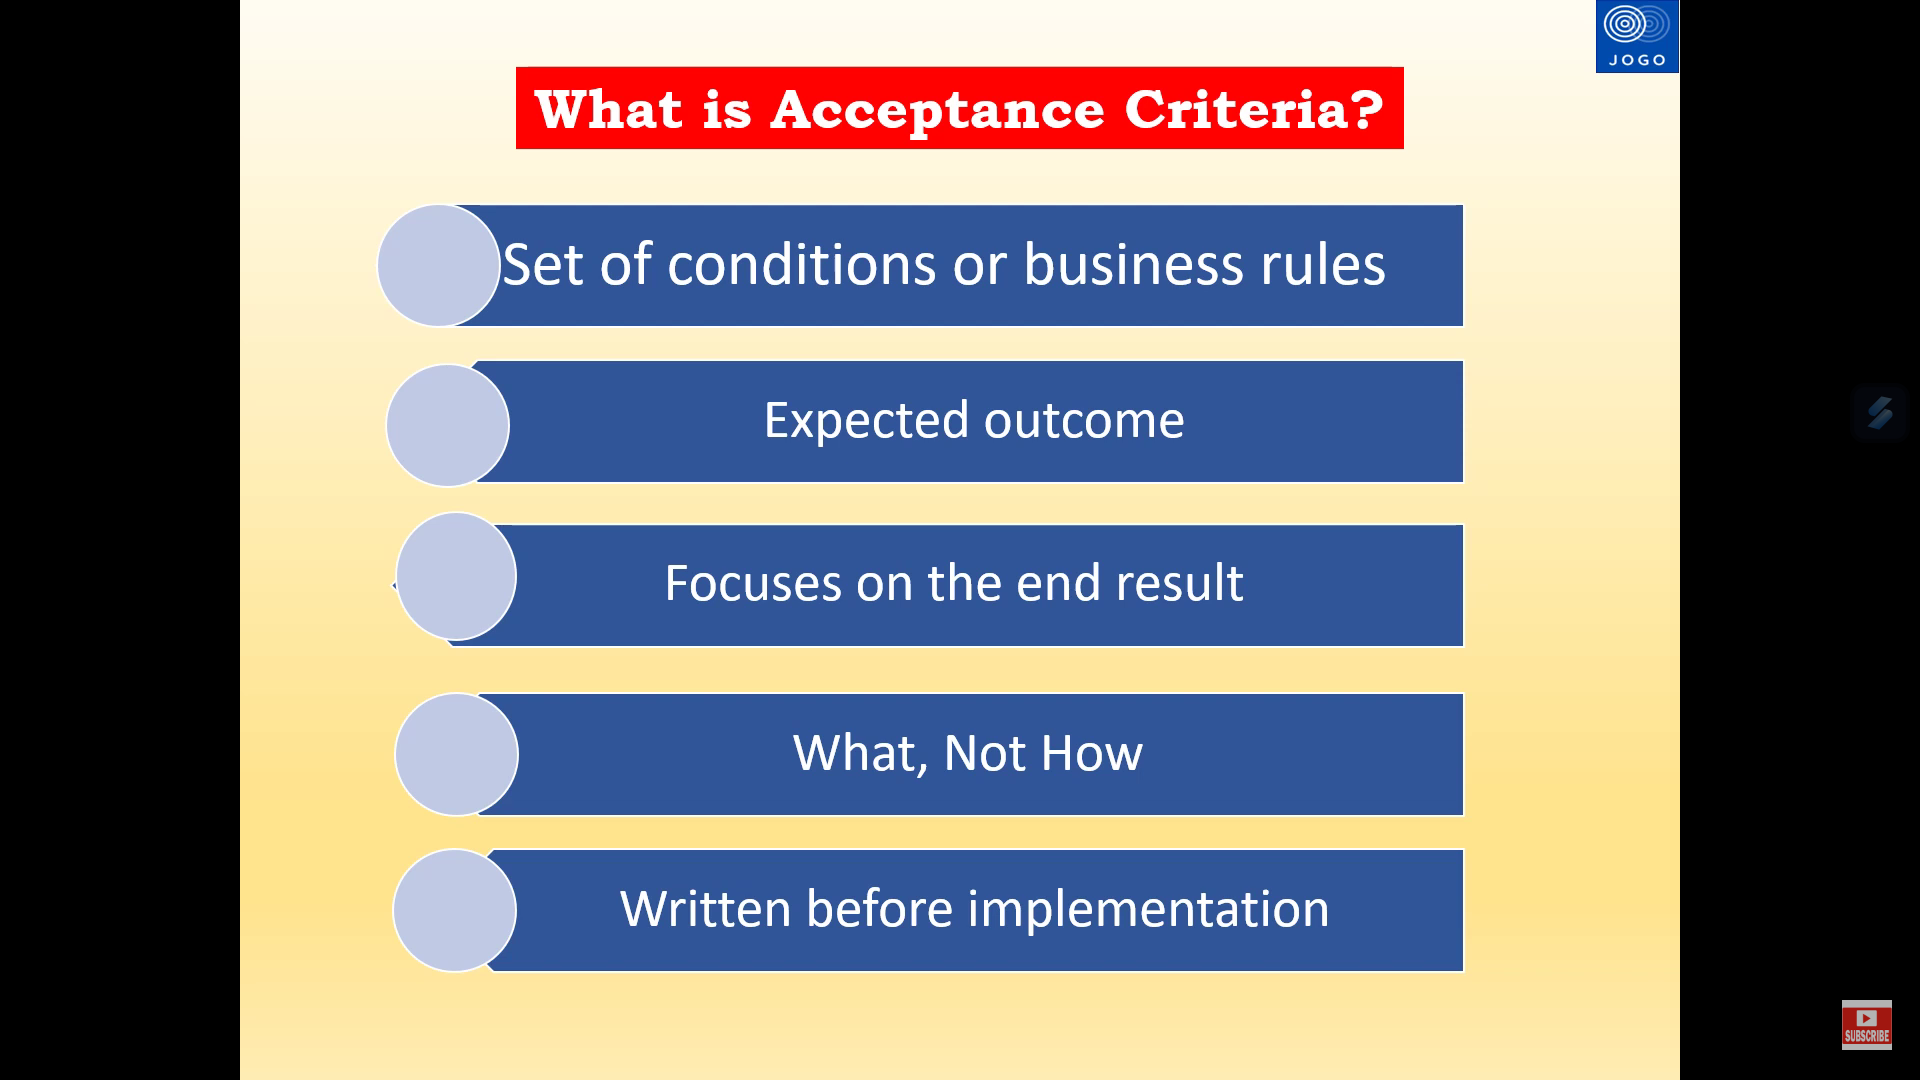 JOGO
What is Acceptance Criteria?
Set of conditions or business rules
Expected outcome
Focuses on the end result
What, Not How
Written before implementation
SUBSCRIBE